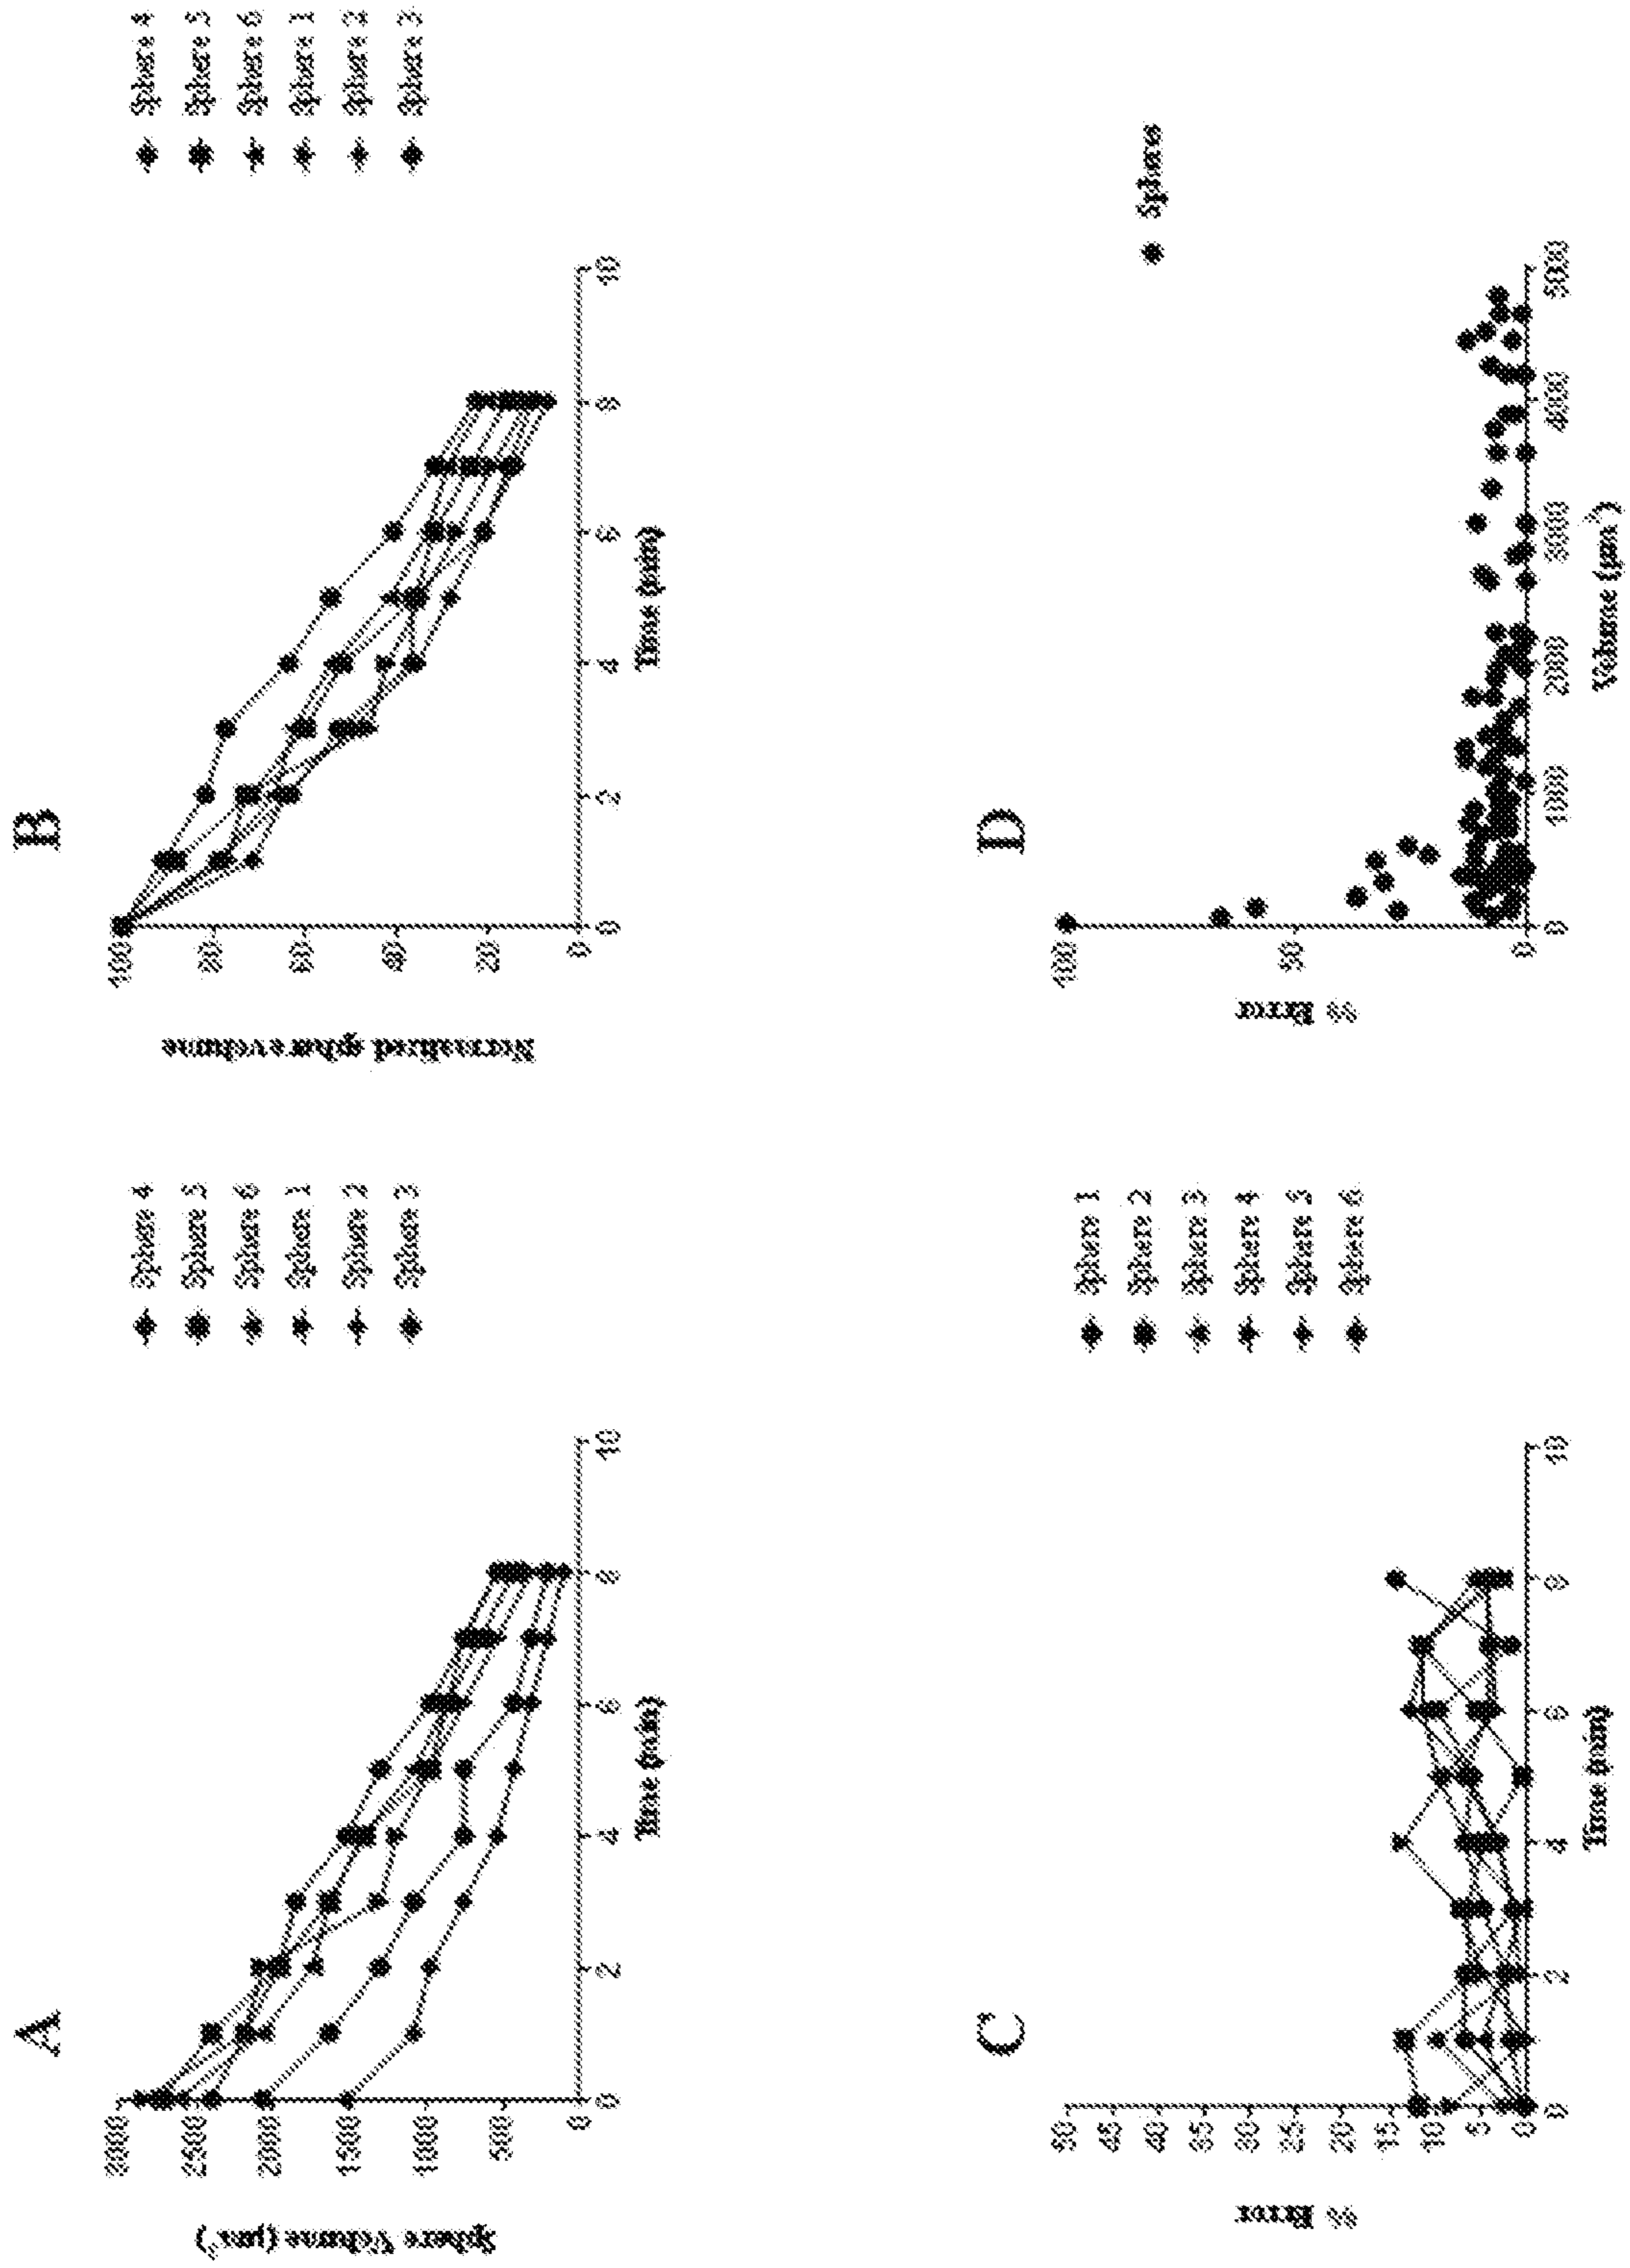 A
Sphere Volume (µm³)
3000
2500
2000
1500
1000
500
0
0
2
4
6
8
10
Time (min)
Sphere 4
Sphere 5
Sphere 6
Sphere 1
Sphere 2
Sphere 3
B
Normalized sphere volume
100
80
60
40
20
0
0
2
4
6
8
10
Time (min)
Sphere 4
Sphere 5
Sphere 6
Sphere 1
Sphere 2
Sphere 3
C
% Error
50
45
40
35
30
25
20
15
10
5
0
0
2
4
6
8
10
Time (min)
Sphere 1
Sphere 2
Sphere 3
Sphere 4
Sphere 5
Sphere 6
D
% Error
100
50
0
0
1000
2000
3000
4000
5000
Volume (µm³)
Spheres